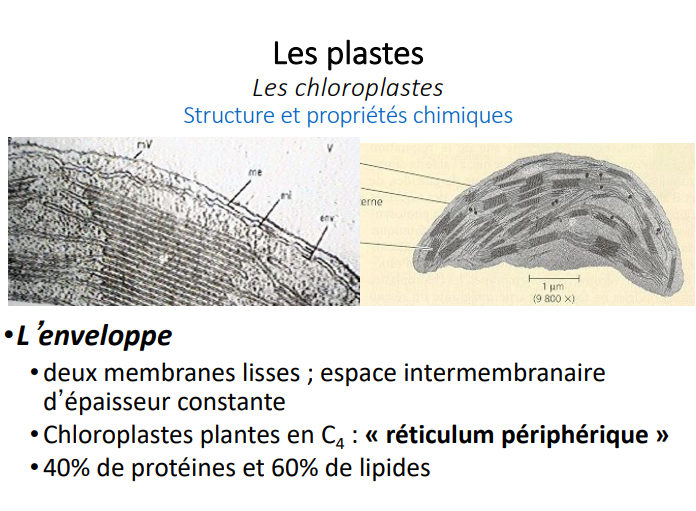 Les plastes
Les chloroplastes
Structure et propriétés chimiques
mV
V
me
mi
env
erne
1 µm
(9 800 ×)
•L’enveloppe
•deux membranes lisses ; espace intermembranaire
d’épaisseur constante
•Chloroplastes plantes en C₄ : « réticulum périphérique »
•40% de protéines et 60% de lipides